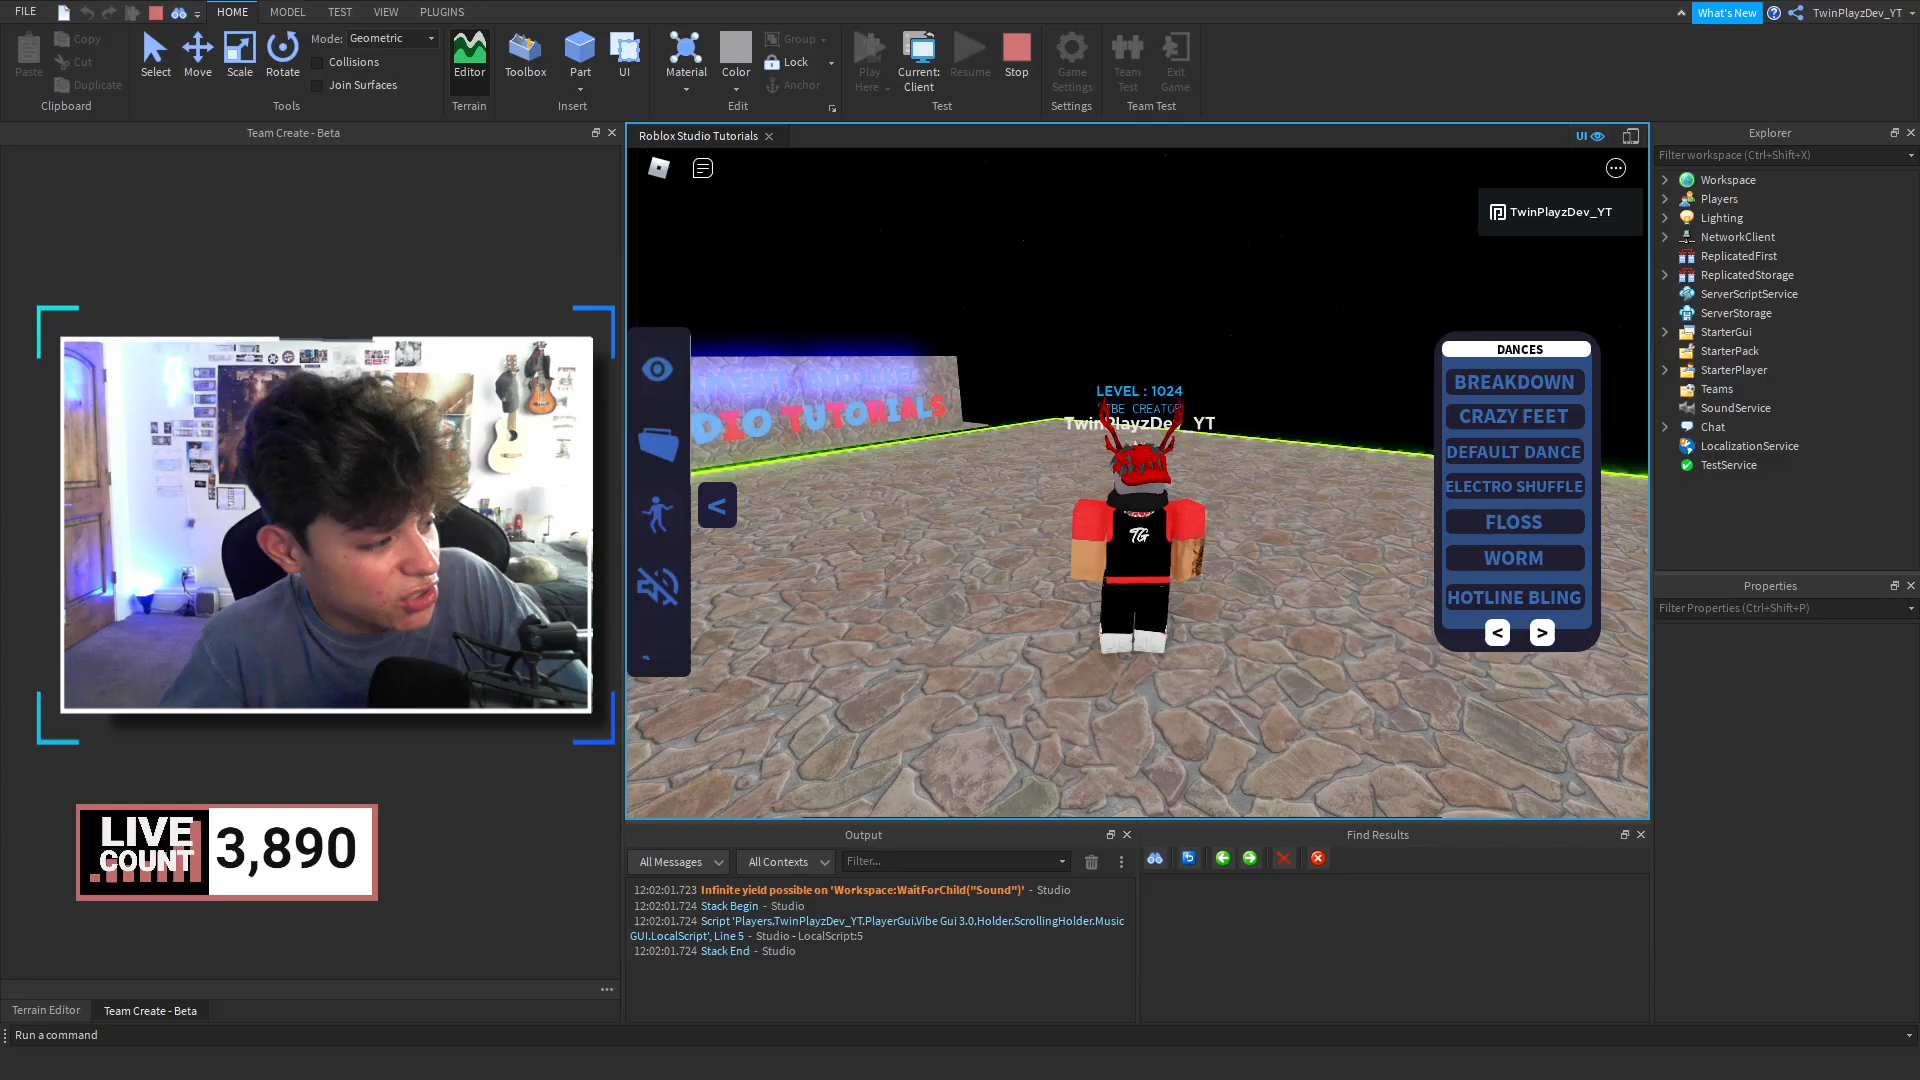 FILE
HOME
MODEL
TEST
VIEW
PLUGINS
What's New
TwinPlayzDev_YT
Paste
Copy
Cut
Duplicate
Clipboard
Select
Move
Scale
Rotate
Mode: Geometric
Collisions
Join Surfaces
Tools
Editor
Terrain
Toolbox
Part
UI
Insert
Material
Color
Group
Lock
Anchor
Edit
Play
Here
Current:
Client
Resume
Stop
Test
Game
Settings
Settings
Team
Test
Exit
Game
Team Test
Team Create - Beta
LIVE
COUNT
3,890
Terrain Editor
Team Create - Beta
Run a command
Roblox Studio Tutorials
UI
TwinPlayzDev_YT
DIO TUTORIALS
<
LEVEL : 1024
TG
DANCES
BREAKDOWN
CRAZY FEET
DEFAULT DANCE
ELECTRO SHUFFLE
FLOSS
WORM
HOTLINE BLING
< >
Output
All Messages
All Contexts
Filter...
12:02:01.723 Infinite yield possible on 'Workspace:WaitForChild("Sound")' - Studio
12:02:01.724 Stack Begin - Studio
12:02:01.724 Script 'Players.TwinPlayzDev_YT.PlayerGui.Vibe Gui 3.0.Holder.ScrollingHolder.Music
GUI.LocalScript', Line 5 - Studio - LocalScript:5
12:02:01.724 Stack End - Studio
Find Results
Explorer
Filter workspace (Ctrl+Shift+X)
Workspace
Players
Lighting
NetworkClient
ReplicatedFirst
ReplicatedStorage
ServerScriptService
ServerStorage
StarterGui
StarterPack
StarterPlayer
Teams
SoundService
Chat
LocalizationService
TestService
Properties
Filter Properties (Ctrl+Shift+P)